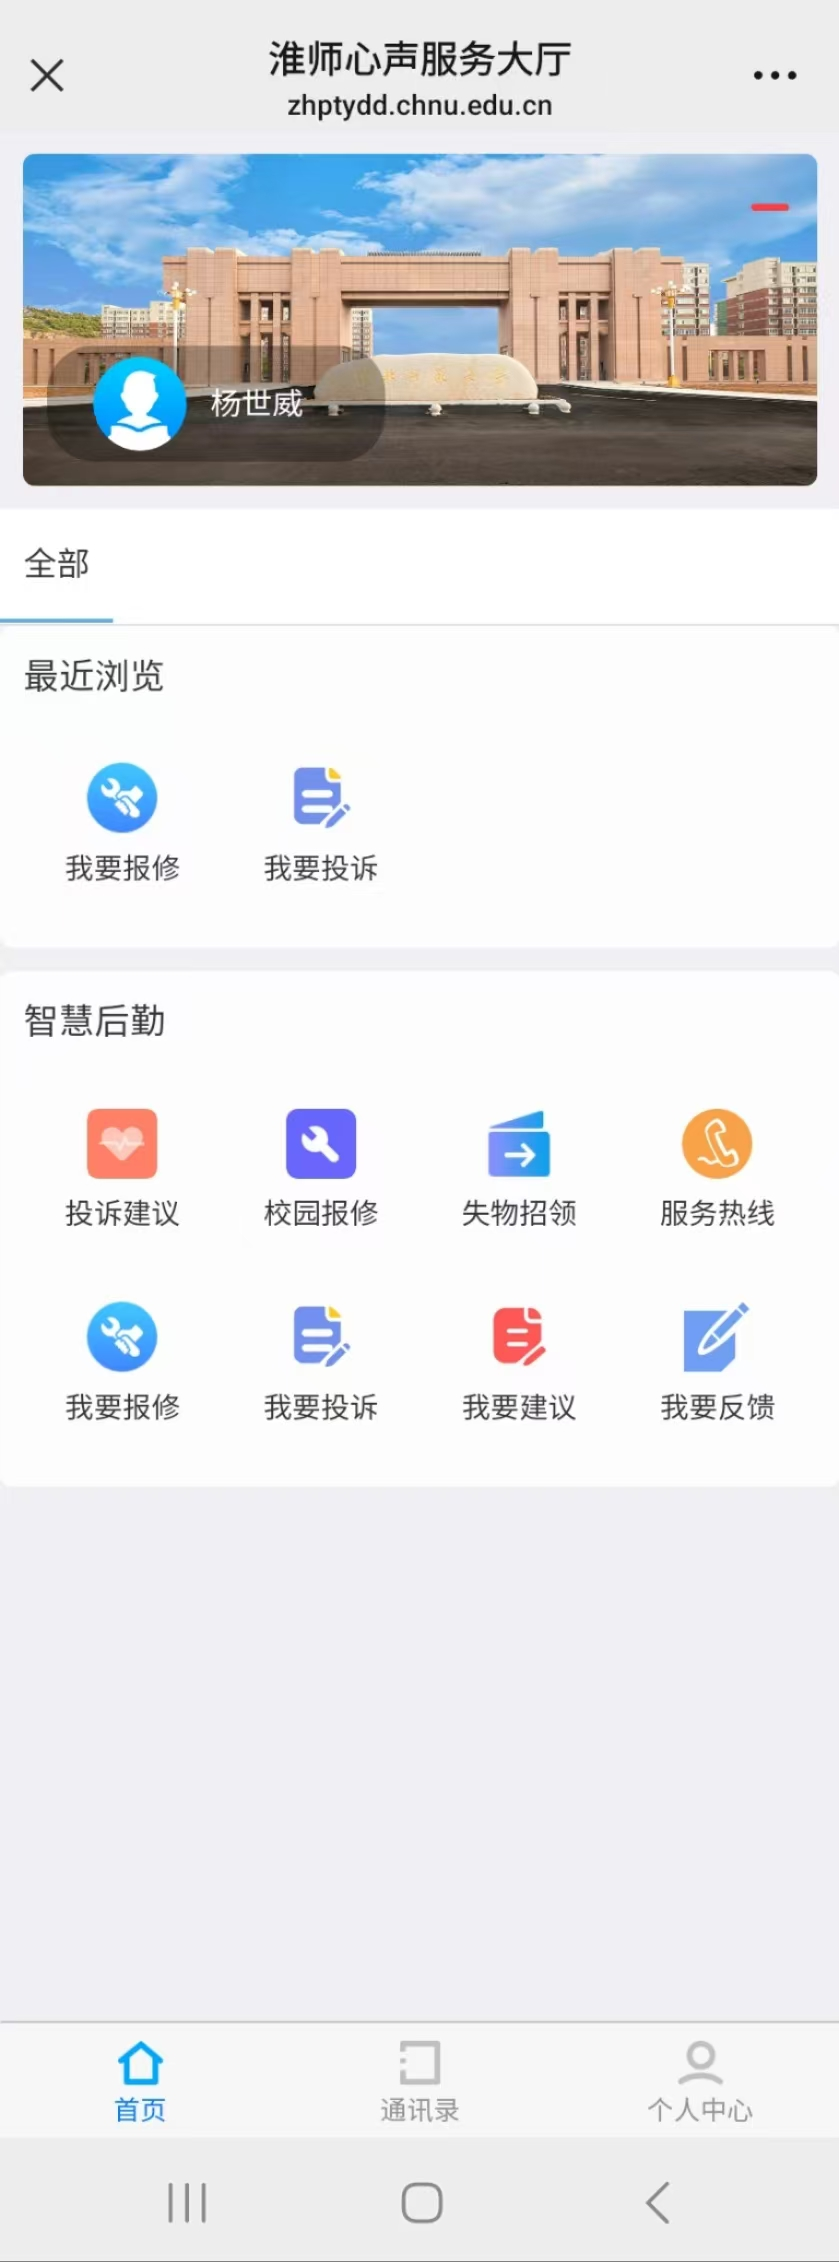 淮师心声服务大厅
zhptydd.chnu.edu.cn
杨世威
全部
最近浏览
我要报修 我要投诉
智慧后勤
投诉建议 校园报修 失物招领 服务热线
我要报修 我要投诉 我要建议 我要反馈
首页 通讯录 个人中心